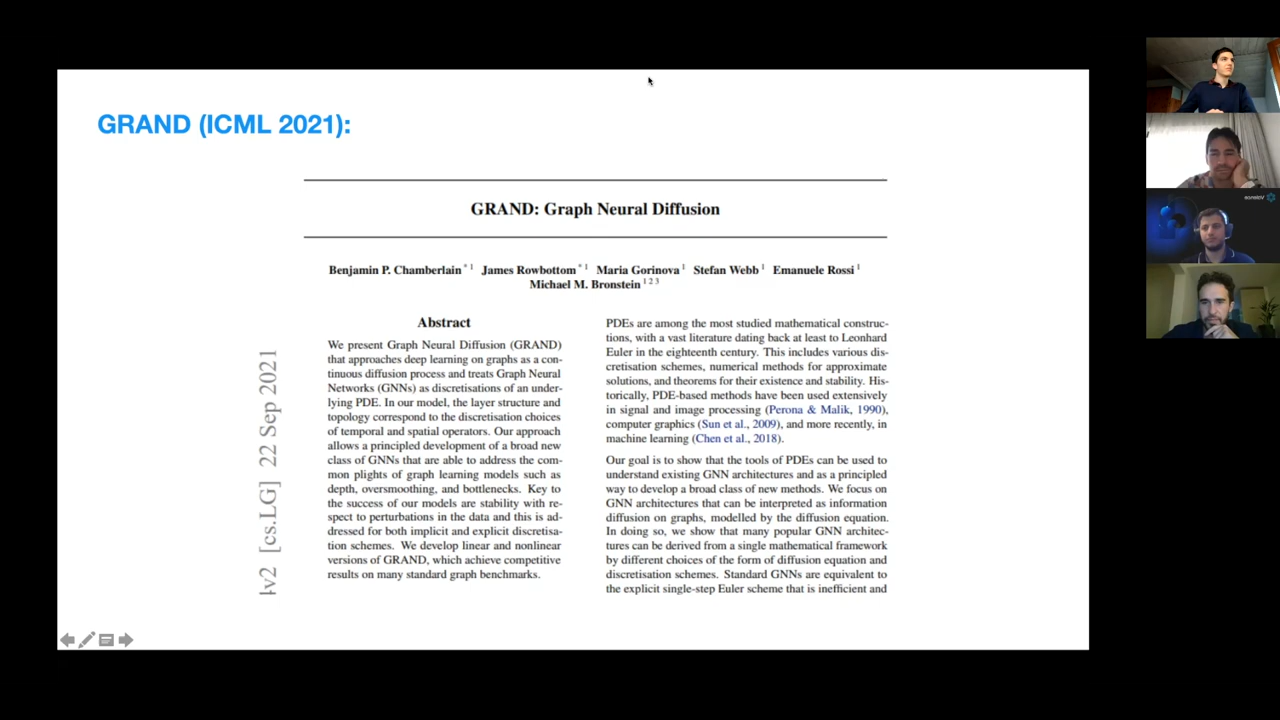 GRAND (ICML 2021):
GRAND: Graph Neural Diffusion
Benjamin P. Chamberlain * 1 James Rowbottom * 1 Maria Gorinova 1 Stefan Webb 1 Emanuele Rossi 1
Michael M. Bronstein 1 2 3
Abstract
We present Graph Neural Diffusion (GRAND)
that approaches deep learning on graphs as a con-
tinuous diffusion process and treats Graph Neural
Networks (GNNs) as discretisations of an under-
lying PDE. In our model, the layer structure and
topology correspond to the discretisation choices
of temporal and spatial operators. Our approach
allows a principled development of a broad new
class of GNNs that are able to address the com-
mon plights of graph learning models such as
depth, oversmoothing, and bottlenecks. Key to
the success of our models are stability with re-
spect to perturbations in the data and this is ad-
dressed for both implicit and explicit discretisa-
tion schemes. We develop linear and nonlinear
versions of GRAND, which achieve competitive
results on many standard graph benchmarks.
PDEs are among the most studied mathematical construc-
tions, with a vast literature dating back at least to Leonhard
Euler in the eighteenth century. This includes various dis-
cretisation schemes, numerical methods for approximate
solutions, and theorems for their existence and stability. His-
torically, PDE-based methods have been used extensively
in signal and image processing (Perona & Malik, 1990),
computer graphics (Sun et al., 2009), and more recently, in
machine learning (Chen et al., 2018).
Our goal is to show that the tools of PDEs can be used to
understand existing GNN architectures and as a principled
way to develop a broad class of new methods. We focus on
GNN architectures that can be interpreted as information
diffusion on graphs, modelled by the diffusion equation.
In doing so, we show that many popular GNN architec-
tures can be derived from a single mathematical framework
by different choices of the form of diffusion equation and
discretisation schemes. Standard GNNs are equivalent to
the explicit single-step Euler scheme that is inefficient and
v2 [cs.LG] 22 Sep 2021